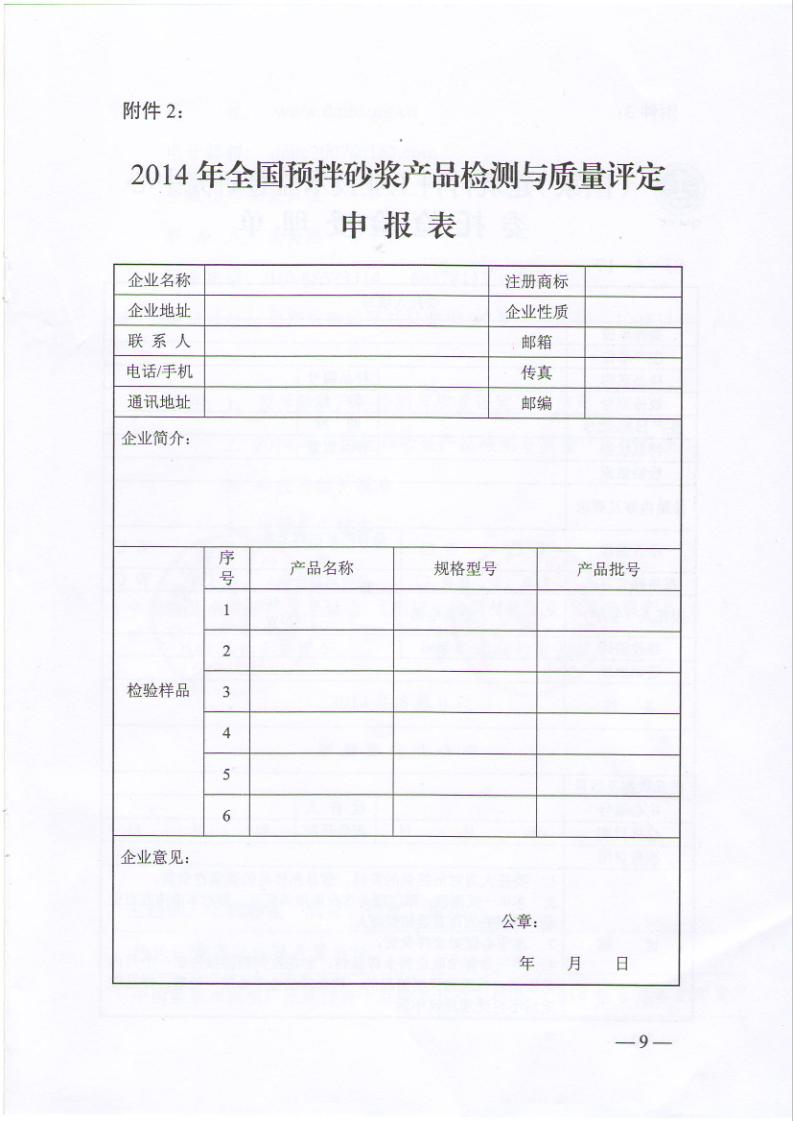 附件 2：
2014 年全国预拌砂浆产品检测与质量评定
申 报 表
企业名称 注册商标
企业地址 企业性质
联 系 人 邮箱
电话/手机 传真
通讯地址 邮编
企业简介：
检验样品
序号 产品名称 规格型号 产品批号
1
2
3
4
5
6
企业意见：
公章：
年 月 日
—9—